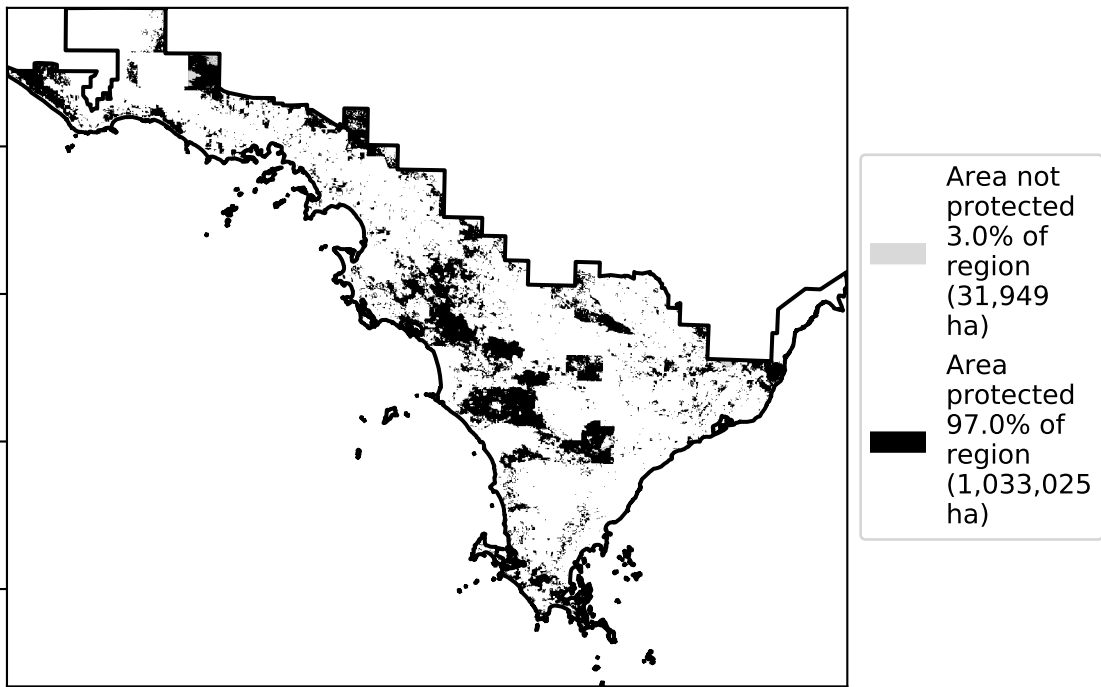 Area not
protected
3.0% of
region
(31,949
ha)
Area
protected
97.0% of
region
(1,033,025
ha)